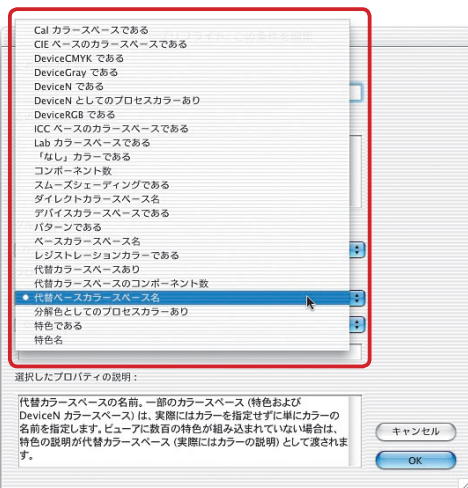 Cal カラースペースである
CIE ベースのカラースペースである
DeviceCMYK である
DeviceGray である
DeviceN である
DeviceN としてのプロセスカラーあり
DeviceRGB である
ICC ベースのカラースペースである
Lab カラースペースである
「なし」カラーである
コンポーネント数
スムーズシェーディングである
ダイレクトカラースペース名
デバイスカラースペースである
パターンである
ベースカラースペース名
レジストレーションカラーである
代替カラースペースあり
代替カラースペースのコンポーネント数
代替ベースカラースペース名
分解色としてのプロセスカラーあり
特色である
特色名
選択したプロパティの説明：
代替カラースペースの名前。一部のカラースペース (特色および
DeviceN カラースペース) は、実際にはカラーを指定せずに単にカラーの
名前を指定します。ビューアに数百の特色が組み込まれていない場合は、
特色の説明が代替カラースペース (実際にはカラーの説明) として渡されま
す。
キャンセル
OK